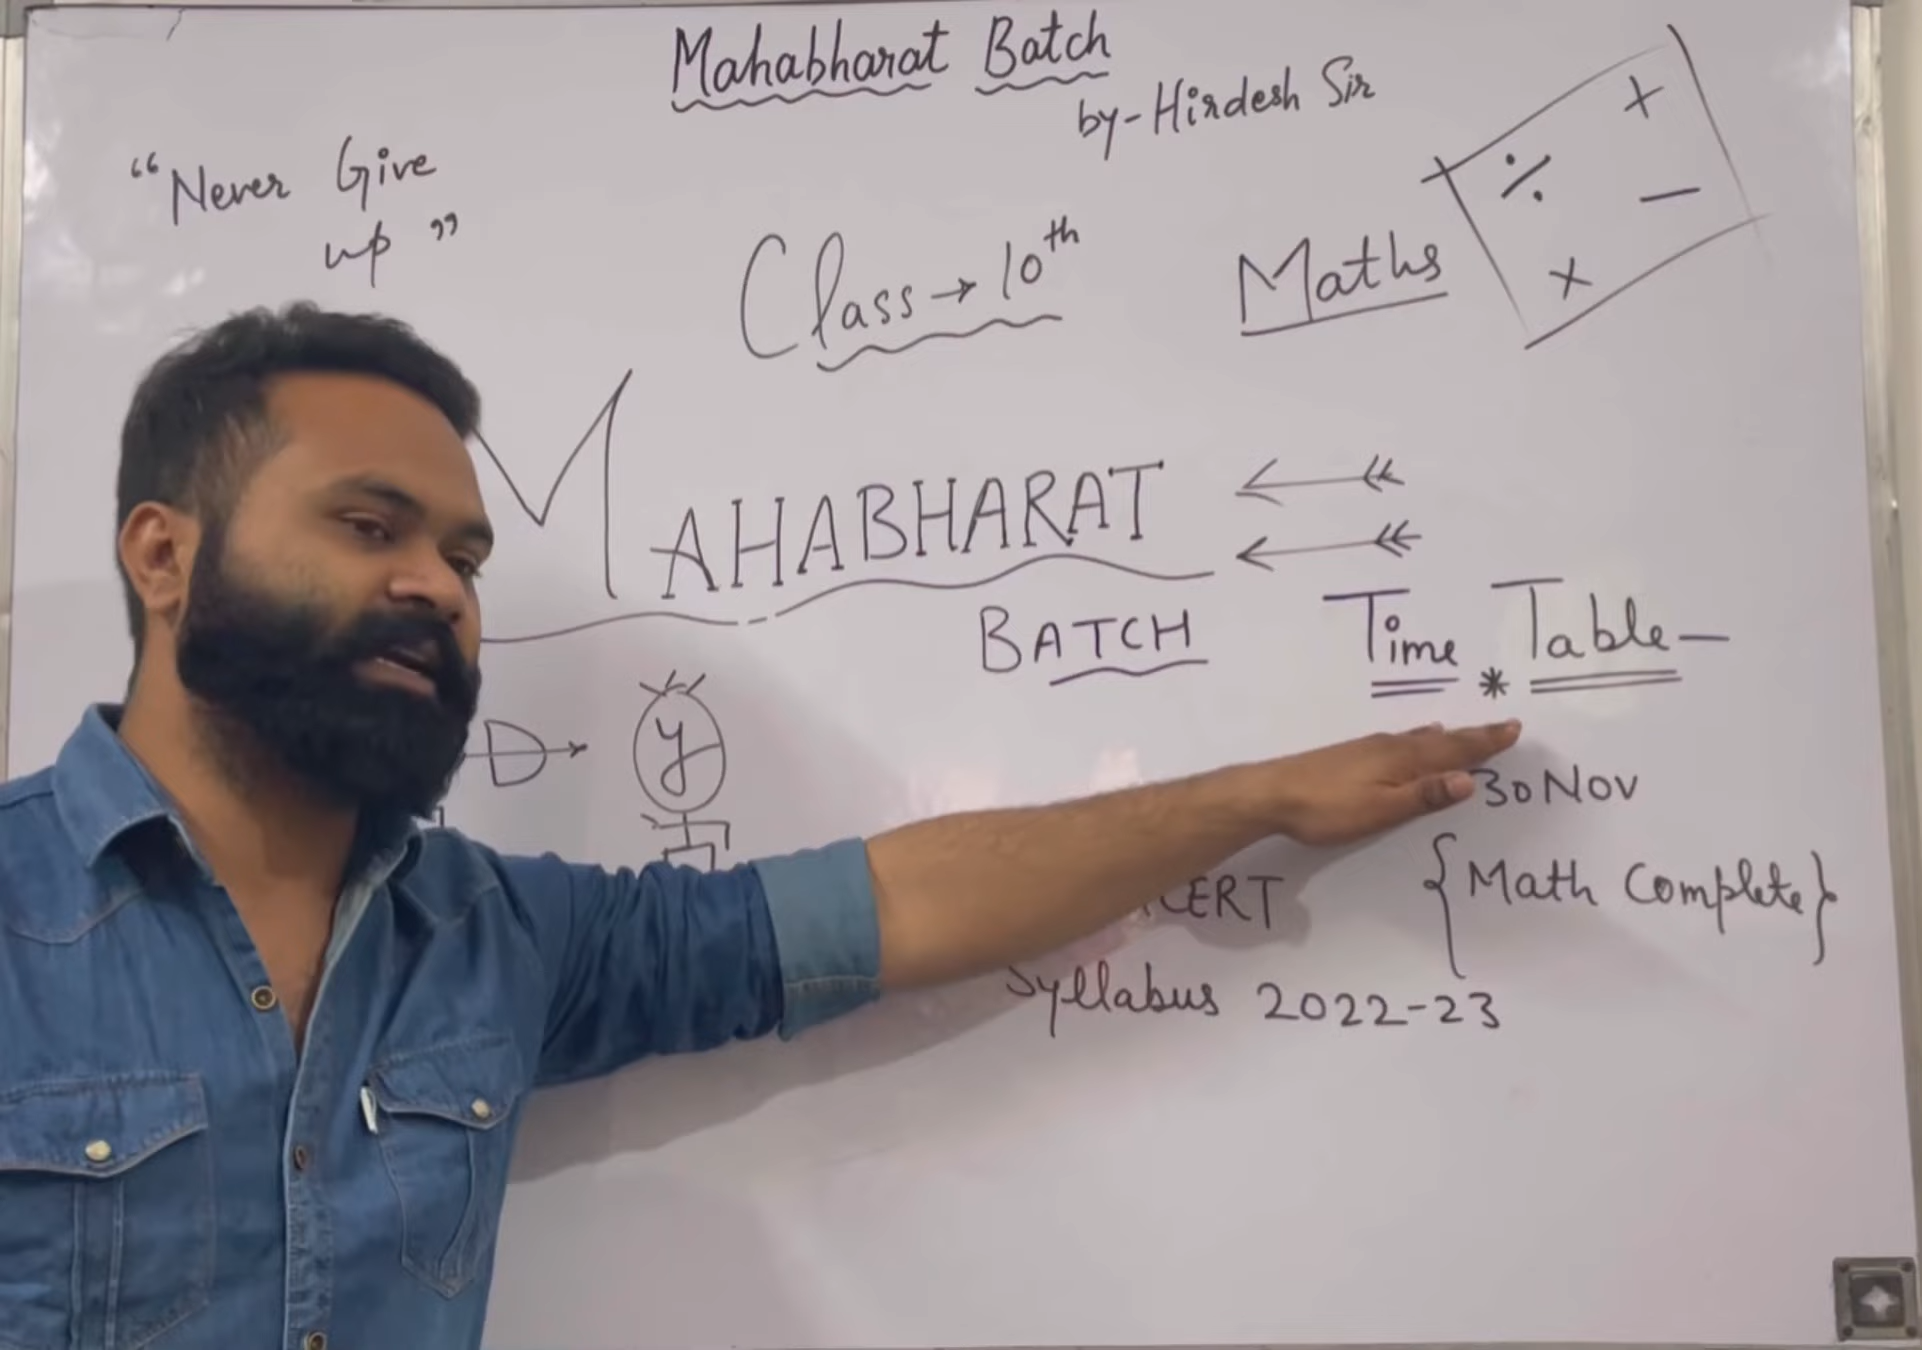 Mahabharat Batch
by-Hirdesh Sir
“Never Give
up”
Class → 10th
Maths
+
÷ −
×
MAHABHARAT
BATCH
Time * Table -
y
30 Nov
{Math Complete}
Syllabus 2022-23